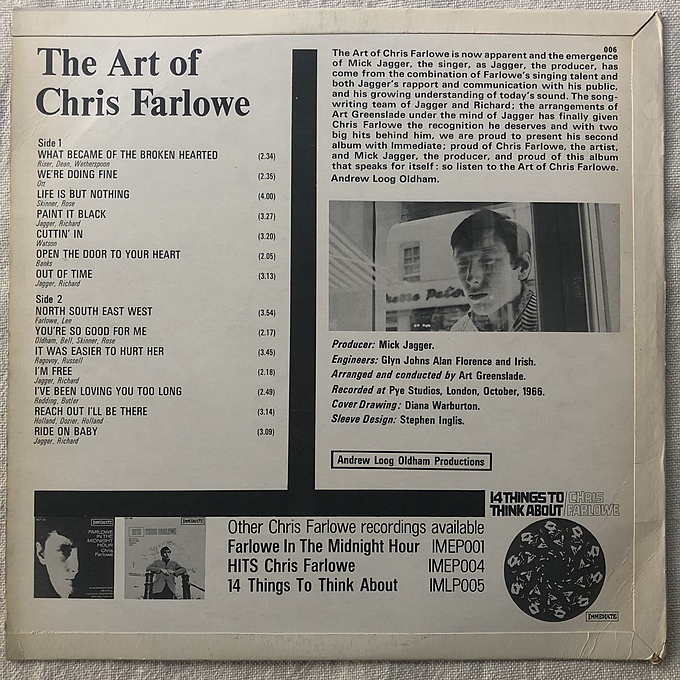 The Art of
Chris Farlowe
Side 1
WHAT BECAME OF THE BROKEN HEARTED (2.34)
Riser, Dean, Wetherspoon
WE'RE DOING FINE (2.35)
Ott
LIFE IS BUT NOTHING (4.00)
Skinner, Rose
PAINT IT BLACK (3.27)
Jagger, Richard
CUTTIN' IN (3.20)
Watson
OPEN THE DOOR TO YOUR HEART (2.05)
Banks
OUT OF TIME (3.13)
Jagger, Richard
Side 2
NORTH SOUTH EAST WEST (3.54)
Farlowe, Lee
YOU'RE SO GOOD FOR ME (2.17)
Oldham, Bell, Skinner, Rose
IT WAS EASIER TO HURT HER (3.45)
Ragovoy, Russell
I'M FREE (2.18)
Jagger, Richard
I'VE BEEN LOVING YOU TOO LONG (2.49)
Redding, Butler
REACH OUT I'LL BE THERE (3.14)
Holland, Dozier, Holland
RIDE ON BABY (3.09)
Jagger, Richard
006
The Art of Chris Farlowe is now apparent and the emergence
of Mick Jagger, the singer, as Jagger, the producer, has
come from the combination of Farlowe's singing talent and
both Jagger's rapport and communication with his public,
and his growing understanding of today's sound. The song-
writing team of Jagger and Richard; the arrangements of
Art Greenslade under the mind of Jagger has finally given
Chris Farlowe the recognition he deserves and with two
big hits behind him, we are proud to present his second
album with Immediate; proud of Chris Farlowe, the artist,
and Mick Jagger, the producer, and proud of this album
that speaks for itself: so listen to the Art of Chris Farlowe.
Andrew Loog Oldham.
Producer: Mick Jagger.
Engineers: Glyn Johns Alan Florence and Irish.
Arranged and conducted by Art Greenslade.
Recorded at Pye Studios, London, October, 1966.
Cover Drawing: Diana Warburton.
Sleeve Design: Stephen Inglis.
Andrew Loog Oldham Productions
14 THINGS TO CHRIS
THINK ABOUT FARLOWE
IMMEDIATE
FARLOWE
IN THE
MIDNIGHT
HOUR
Chris
Farlowe
IMMEDIATE
CHRIS FARLOWE
Other Chris Farlowe recordings available
Farlowe In The Midnight Hour IMEP001
HITS Chris Farlowe IMEP004
14 Things To Think About IMLP005
IMMEDIATE